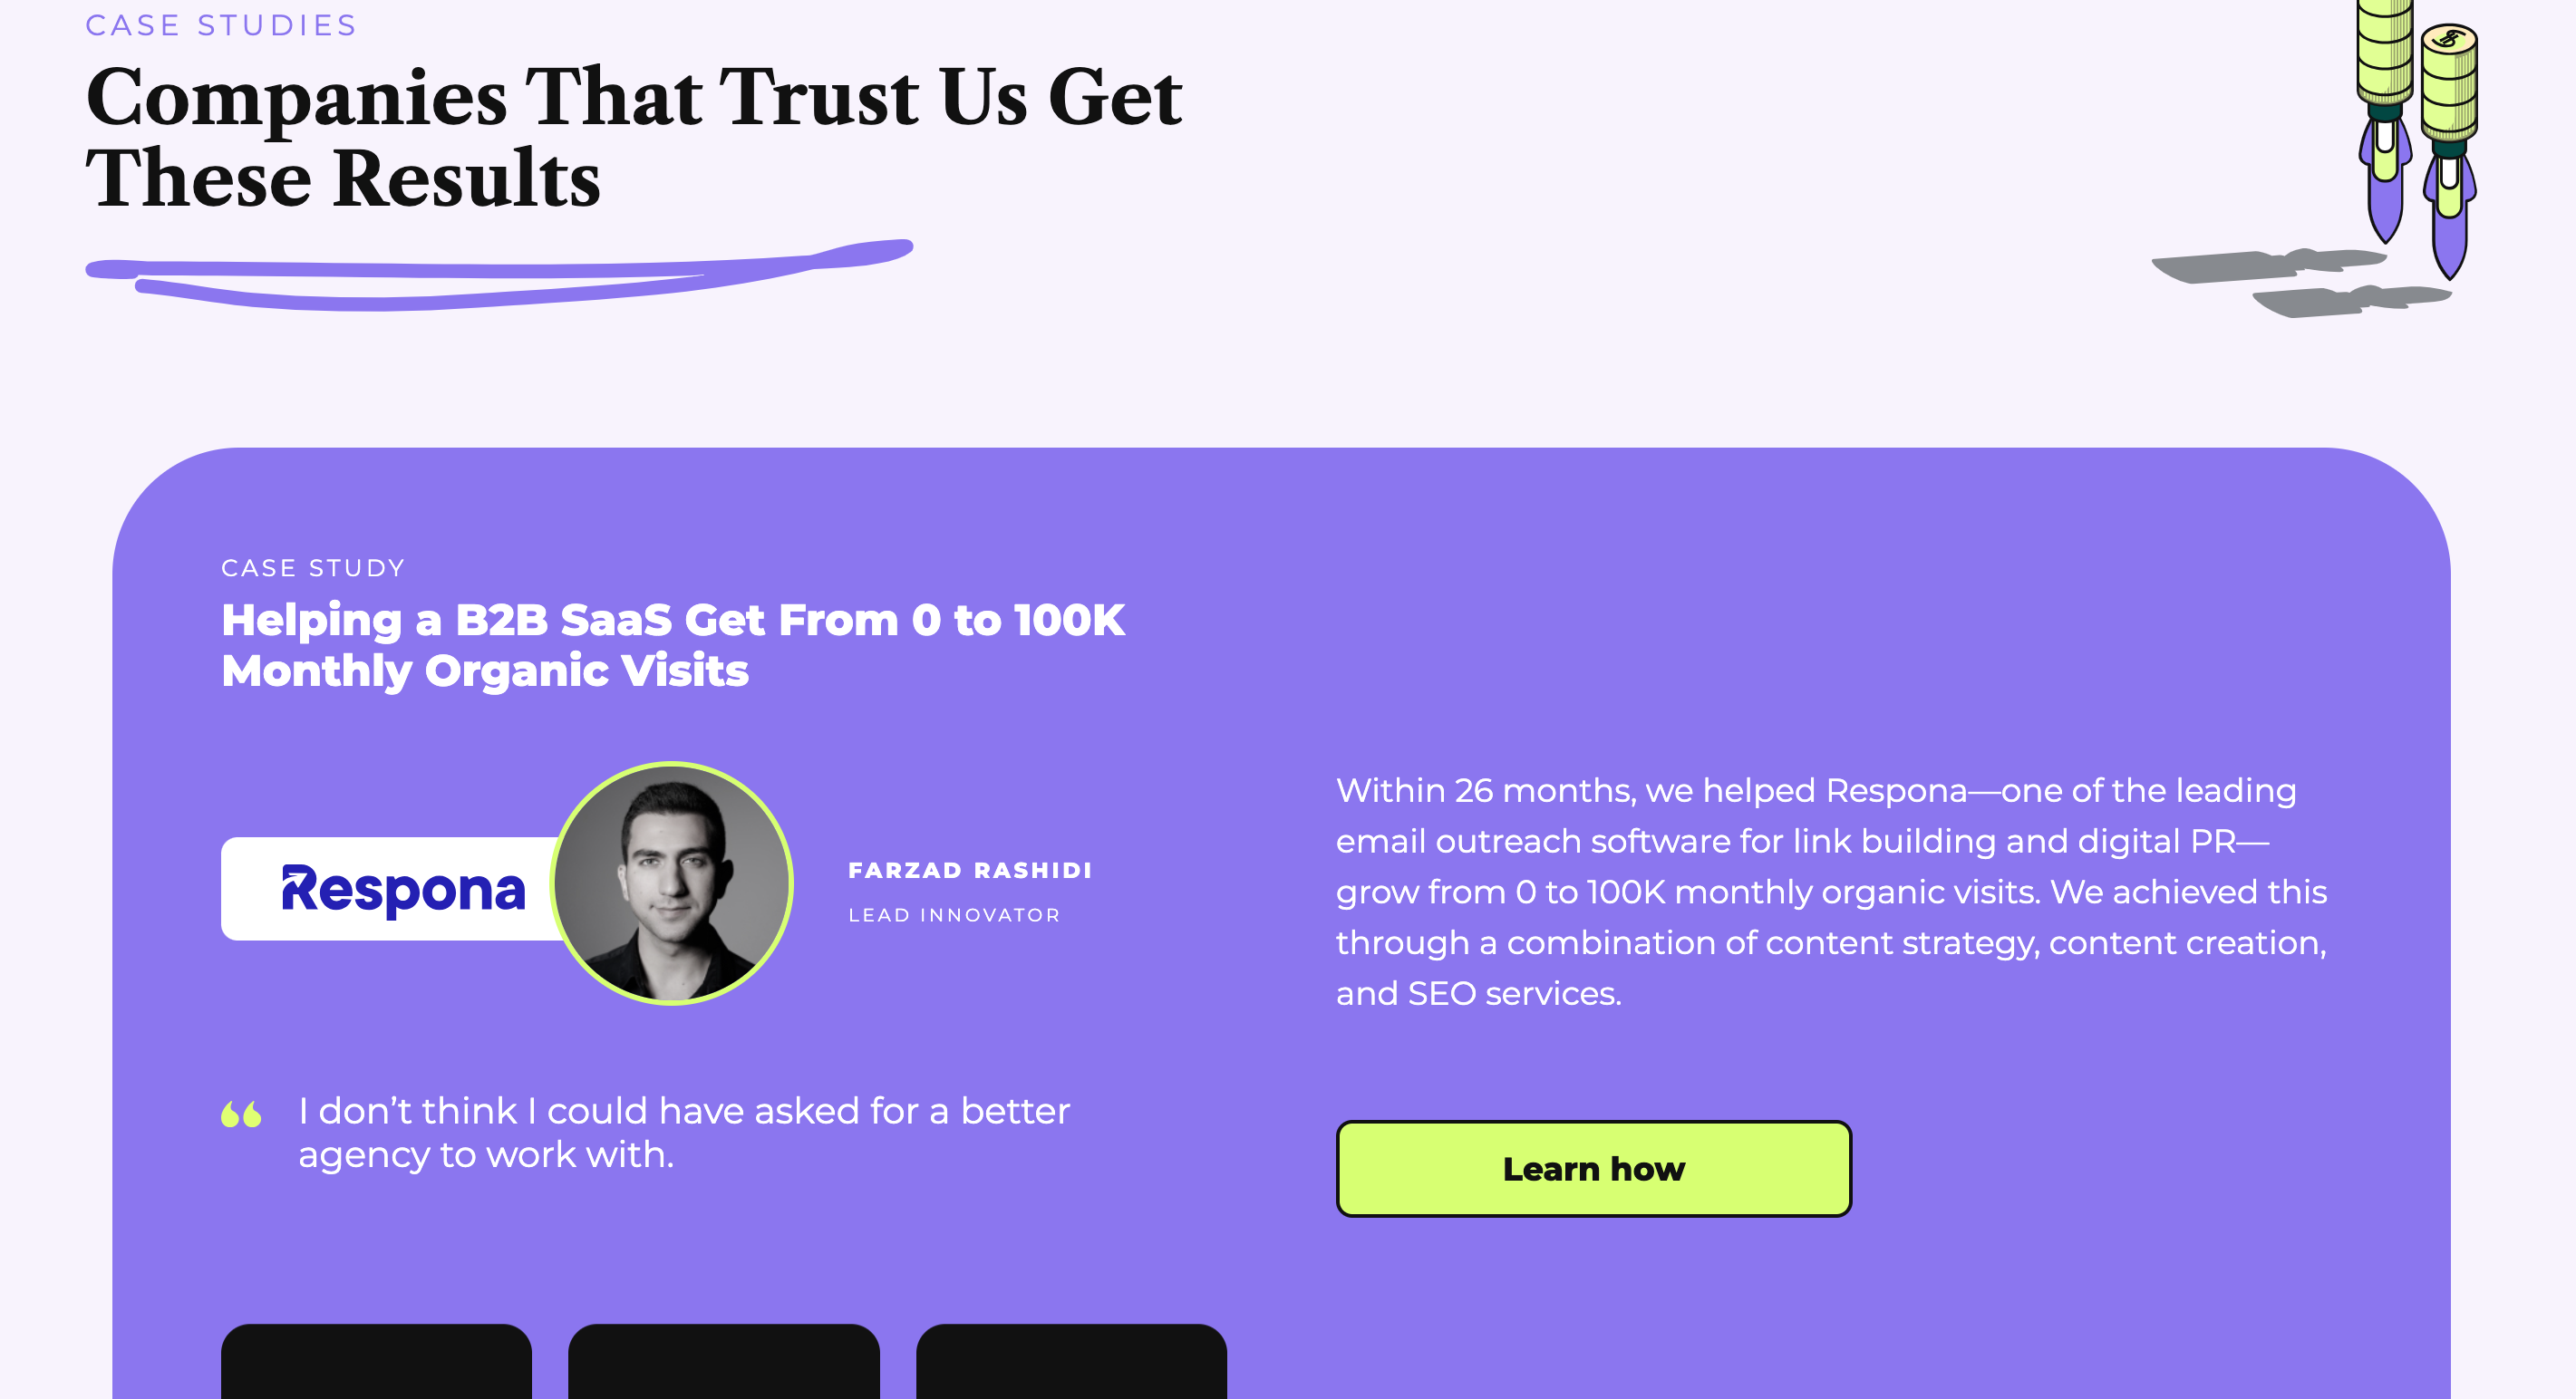 CASE STUDIES
Companies That Trust Us Get
These Results
CASE STUDY
Helping a B2B SaaS Get From 0 to 100K
Monthly Organic Visits
Respona
FARZAD RASHIDI
LEAD INNOVATOR
“ I don’t think I could have asked for a better
agency to work with.
Within 26 months, we helped Respona—one of the leading
email outreach software for link building and digital PR—
grow from 0 to 100K monthly organic visits. We achieved this
through a combination of content strategy, content creation,
and SEO services.
Learn how